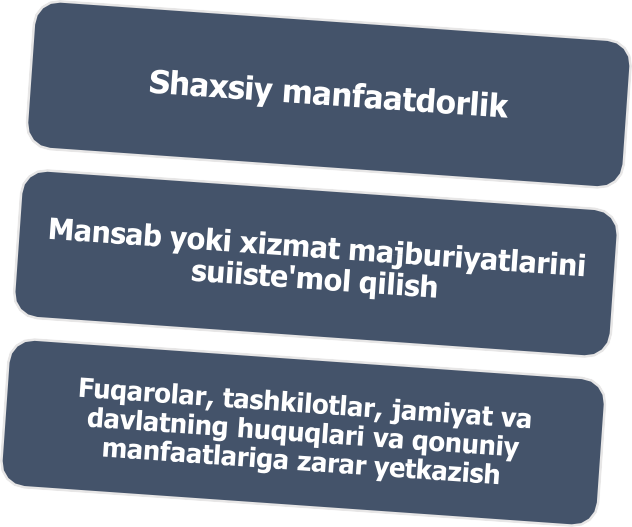 Shaxsiy manfaatdorlik
Mansab yoki xizmat majburiyatlarini
suiiste'mol qilish
Fuqarolar, tashkilotlar, jamiyat va
davlatning huquqlari va qonuniy
manfaatlariga zarar yetkazish